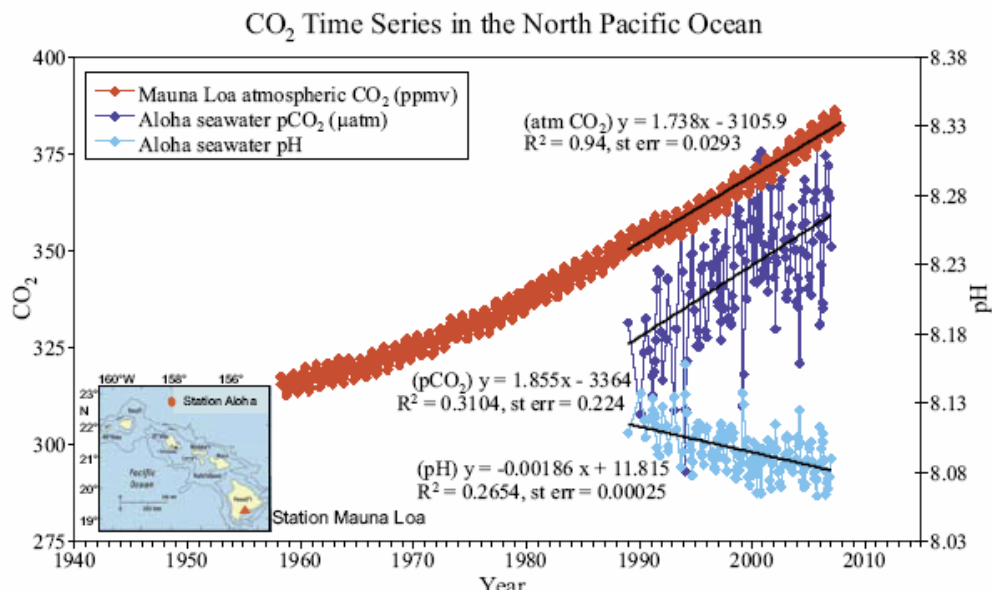 CO₂ Time Series in the North Pacific Ocean
400
375
350
325
300
275
CO₂
8.38
8.33
8.28
8.23
8.18
8.13
8.08
8.03
pH
Mauna Loa atmospheric CO₂ (ppmv)
Aloha seawater pCO₂ (µatm)
Aloha seawater pH
(atm CO₂) y = 1.738x - 3105.9
R² = 0.94, st err = 0.0293
(pCO₂) y = 1.855x - 3364
R² = 0.3104, st err = 0.224
(pH) y = -0.00186 x + 11.815
R² = 0.2654, st err = 0.00025
160°W 158° 156°
23°
N
22°
21°
20°
19°
Station Aloha
Pacific
Ocean
Station Mauna Loa
1940 1950 1960 1970 1980 1990 2000 2010
Year